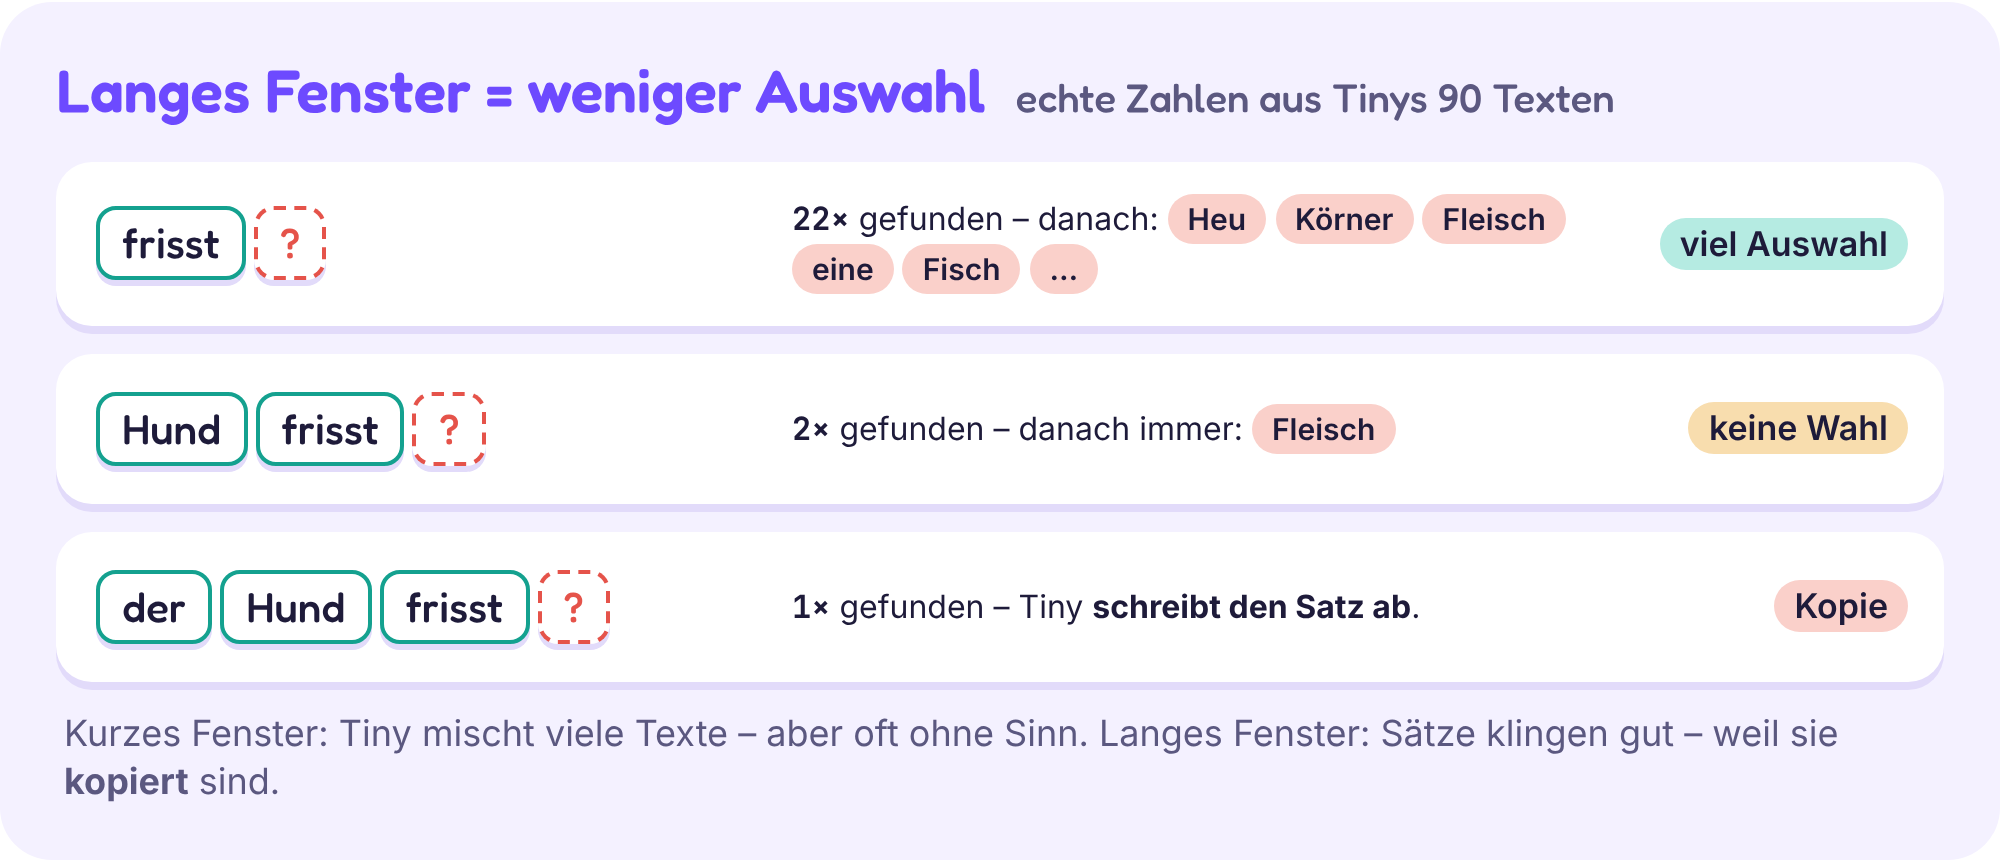 Langes Fenster = weniger Auswahl echte Zahlen aus Tinys 90 Texten
frisst ?
22× gefunden – danach: Heu Körner Fleisch
eine Fisch ...
viel Auswahl
Hund frisst ?
2× gefunden – danach immer: Fleisch
keine Wahl
der Hund frisst ?
1× gefunden – Tiny schreibt den Satz ab.
Kopie
Kurzes Fenster: Tiny mischt viele Texte – aber oft ohne Sinn. Langes Fenster: Sätze klingen gut – weil sie
kopiert sind.